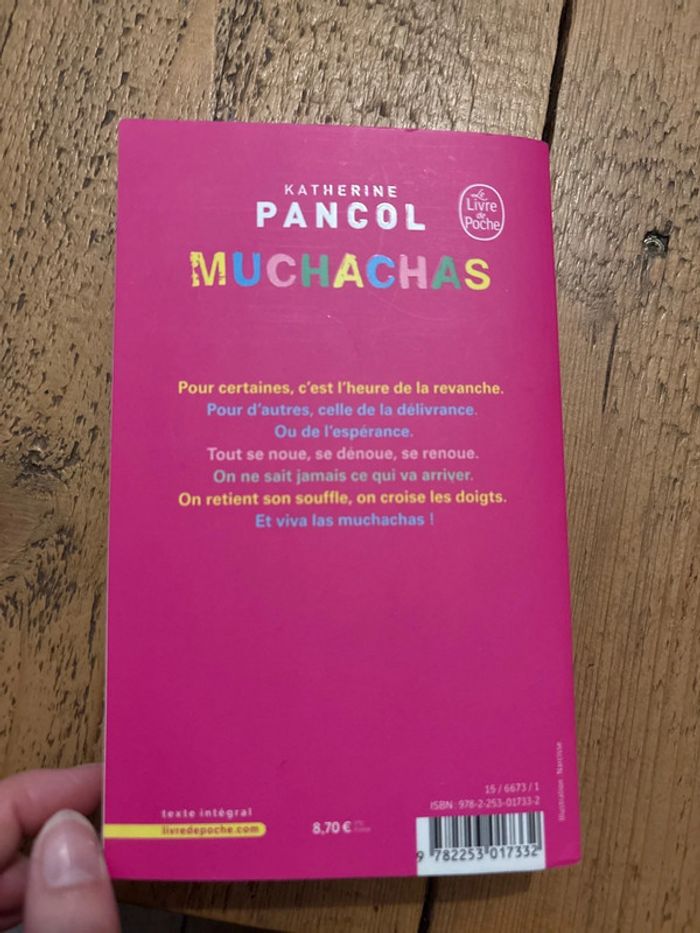 KATHERINE
PANCOL
Le
Livre
de
Poche
MUCHACHAS
Pour certaines, c'est l'heure de la revanche.
Pour d'autres, celle de la délivrance.
Ou de l'espérance.
Tout se noue, se dénoue, se renoue.
On ne sait jamais ce qui va arriver.
On retient son souffle, on croise les doigts.
Et viva las muchachas !
texte intégral
livredepoche.com
8,70 €
15 / 6673 / 1
ISBN : 978-2-253-01733-2
9 782253 017332
Illustration Narcisse